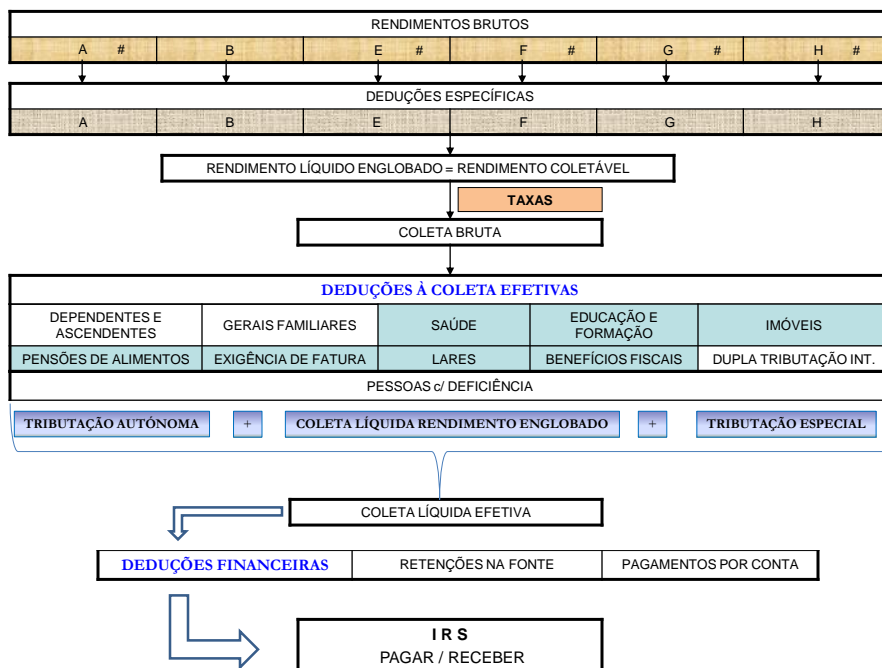 RENDIMENTOS BRUTOS
A # B E # F # G # H #
DEDUÇÕES ESPECÍFICAS
A B E F G H
RENDIMENTO LÍQUIDO ENGLOBADO = RENDIMENTO COLETÁVEL
TAXAS
COLETA BRUTA
DEDUÇÕES À COLETA EFETIVAS
DEPENDENTES E
ASCENDENTES
GERAIS FAMILIARES
SAÚDE
EDUCAÇÃO E
FORMAÇÃO
IMÓVEIS
PENSÕES DE ALIMENTOS
EXIGÊNCIA DE FATURA
LARES
BENEFÍCIOS FISCAIS
DUPLA TRIBUTAÇÃO INT.
PESSOAS c/ DEFICIÊNCIA
TRIBUTAÇÃO AUTÓNOMA + COLETA LÍQUIDA RENDIMENTO ENGLOBADO + TRIBUTAÇÃO ESPECIAL
COLETA LÍQUIDA EFETIVA
DEDUÇÕES FINANCEIRAS
RETENÇÕES NA FONTE
PAGAMENTOS POR CONTA
I R S
PAGAR / RECEBER